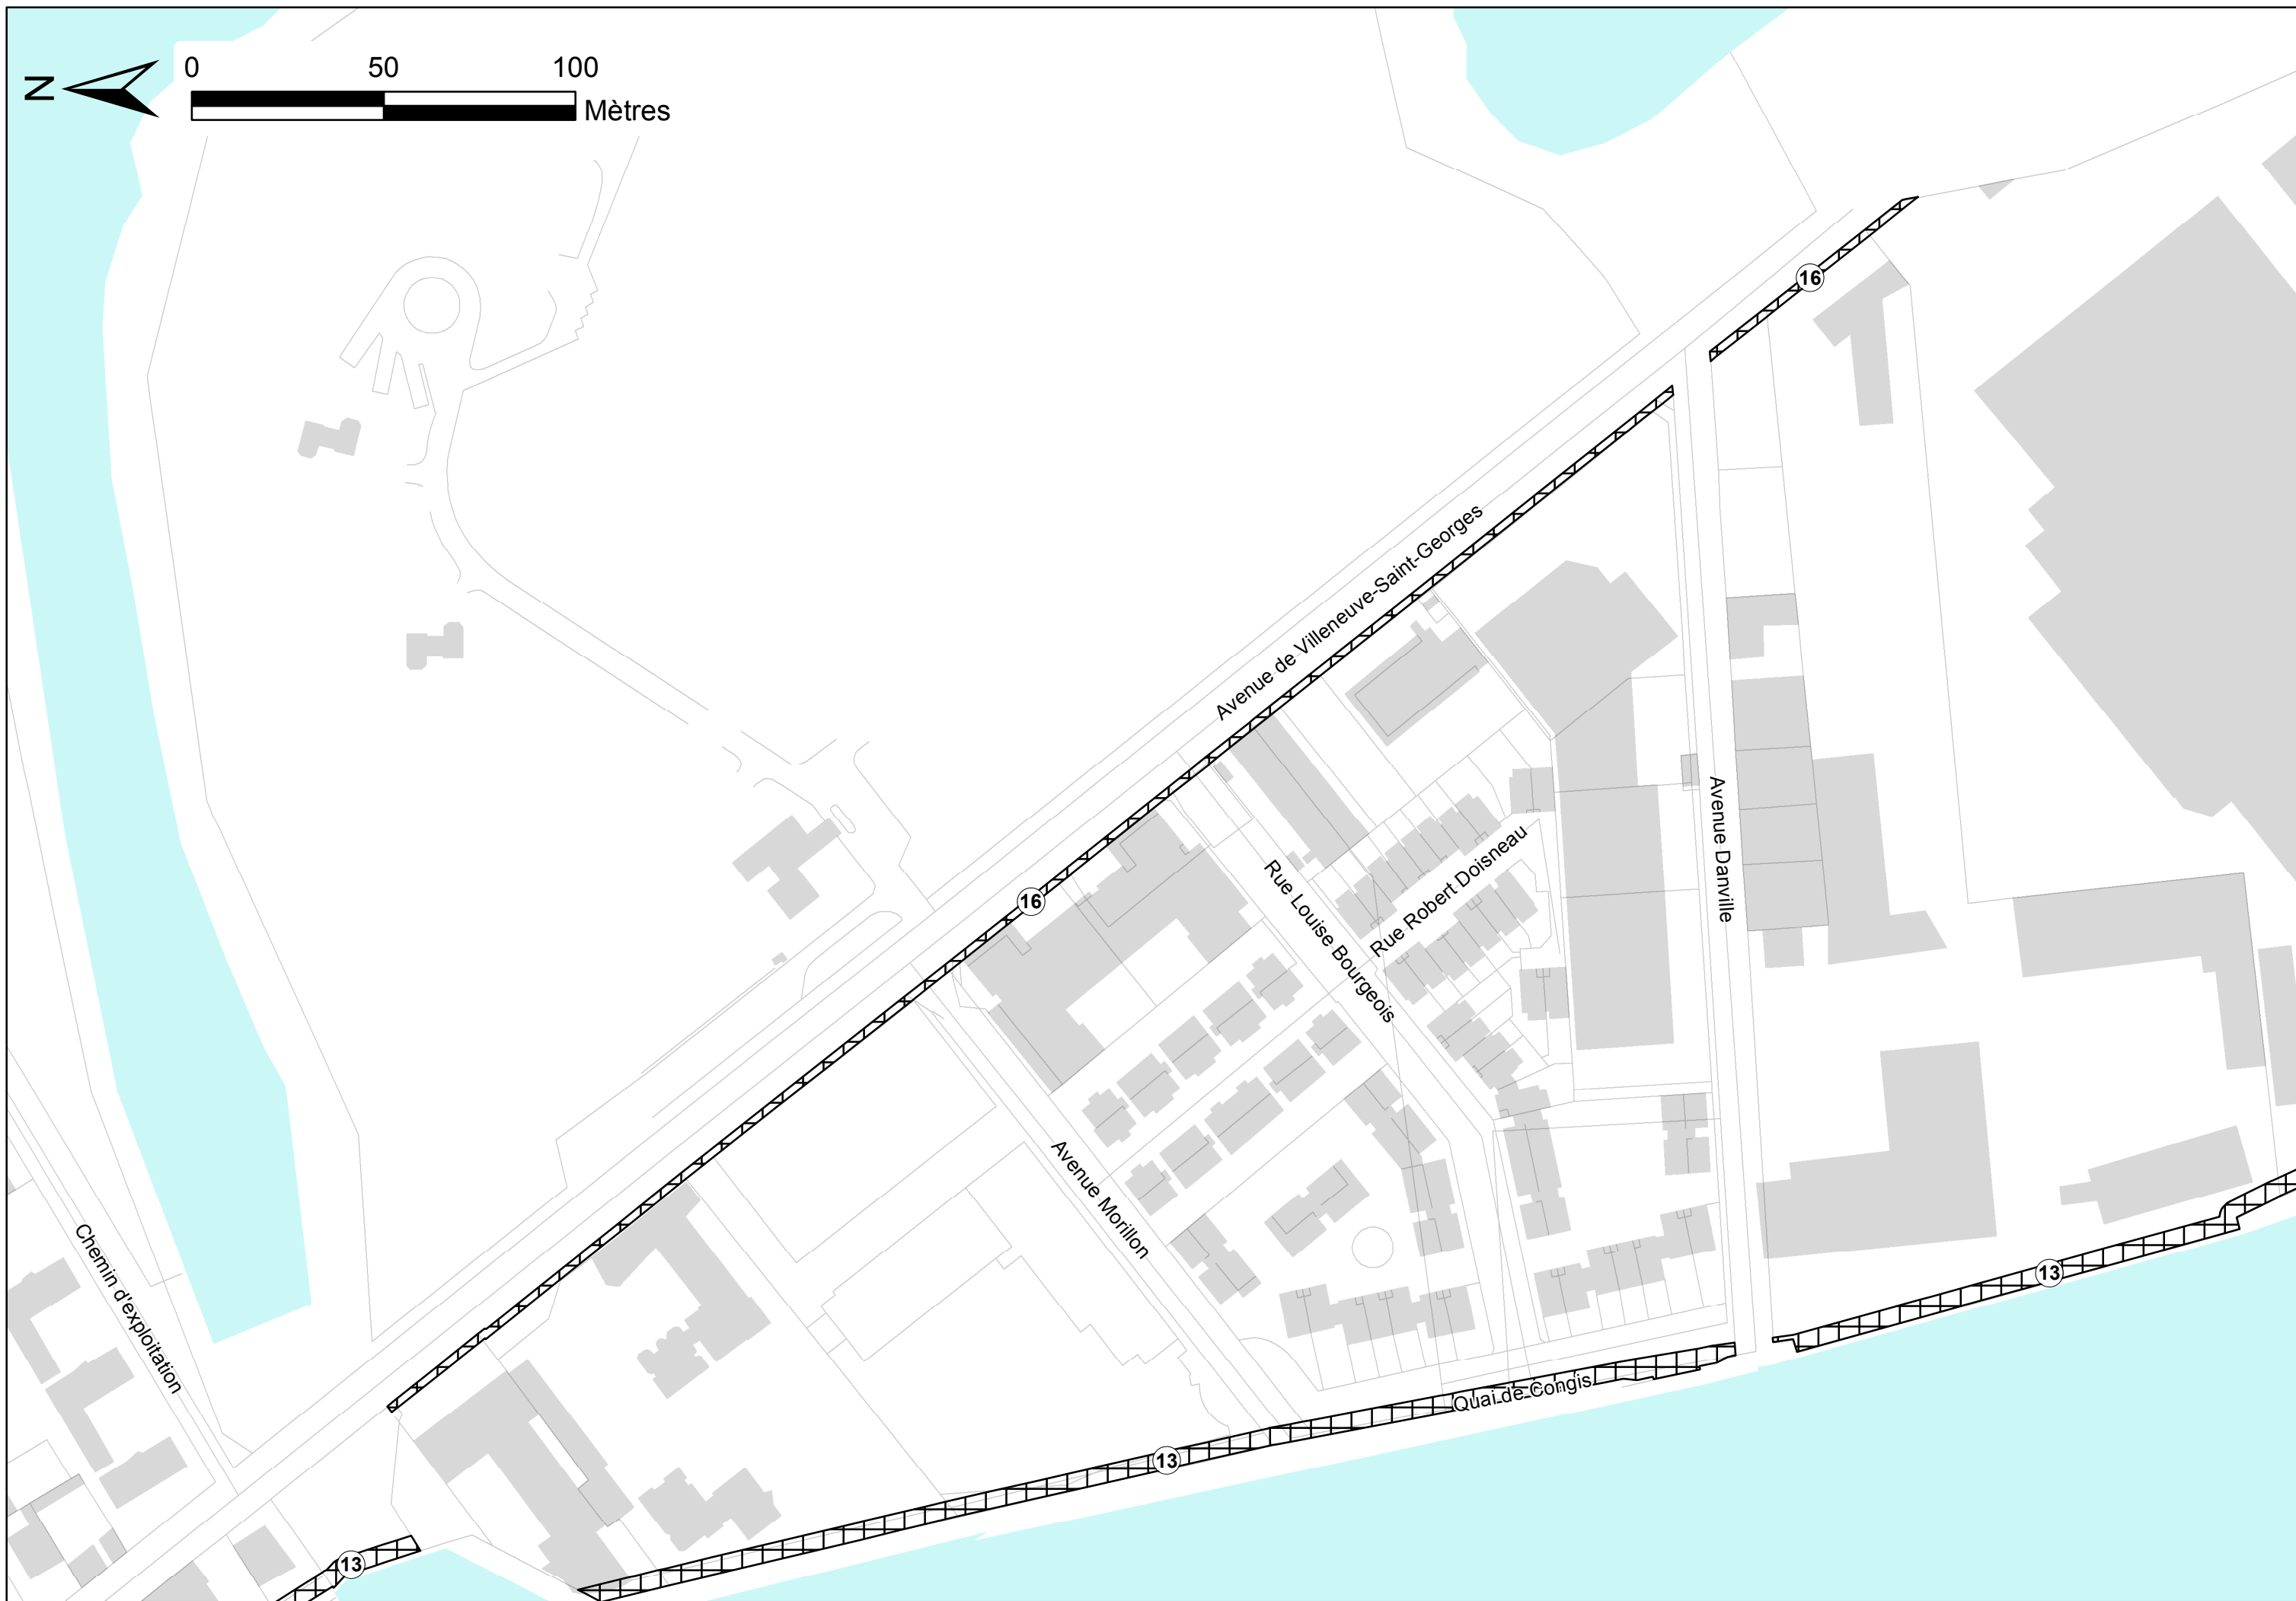 N
0 50 100
Mètres
16
Avenue de Villeneuve-Saint-Georges
Avenue Danville
Rue Robert Doisneau
Rue Louise Bourgeois
16
Avenue Morillon
Chemin d'exploitation
13
Quai de Congis
13
13